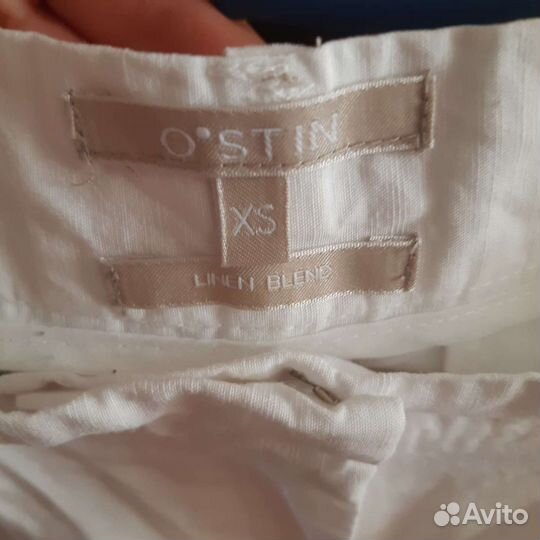 O'STIN
XS
LINEN BLEND
Avito